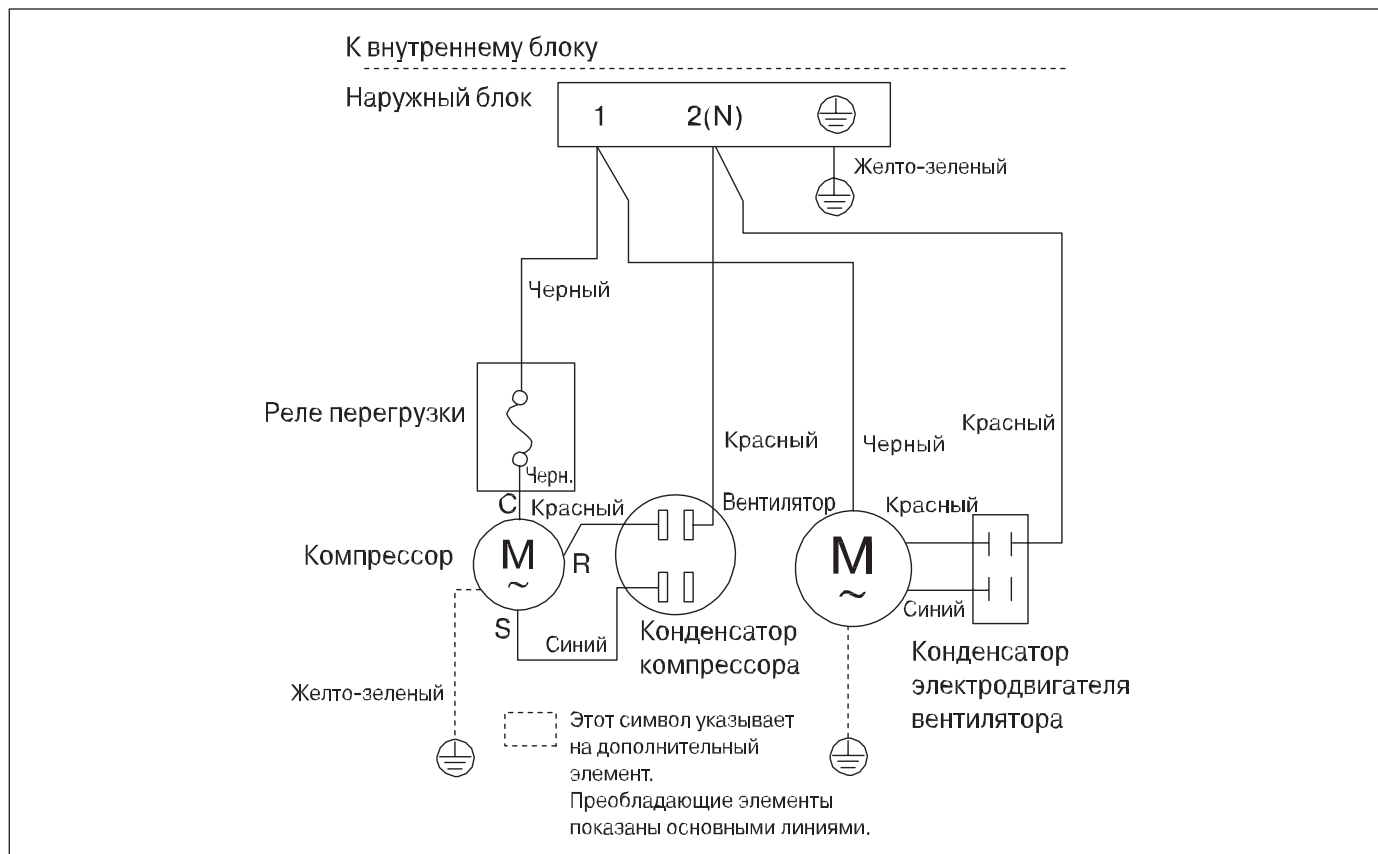 К внутреннему блоку
Наружный блок
1 2(N)
Желто-зеленый
Черный
Реле перегрузки
Черн.
Красный
Черный
Красный
C
Красный
Вентилятор
Красный
Компрессор
M
~
R
M
~
S
Синий
Синий
Конденсатор
компрессора
Конденсатор
электродвигателя
вентилятора
Желто-зеленый
Этот символ указывает
на дополнительный
элемент.
Преобладающие элементы
показаны основными линиями.